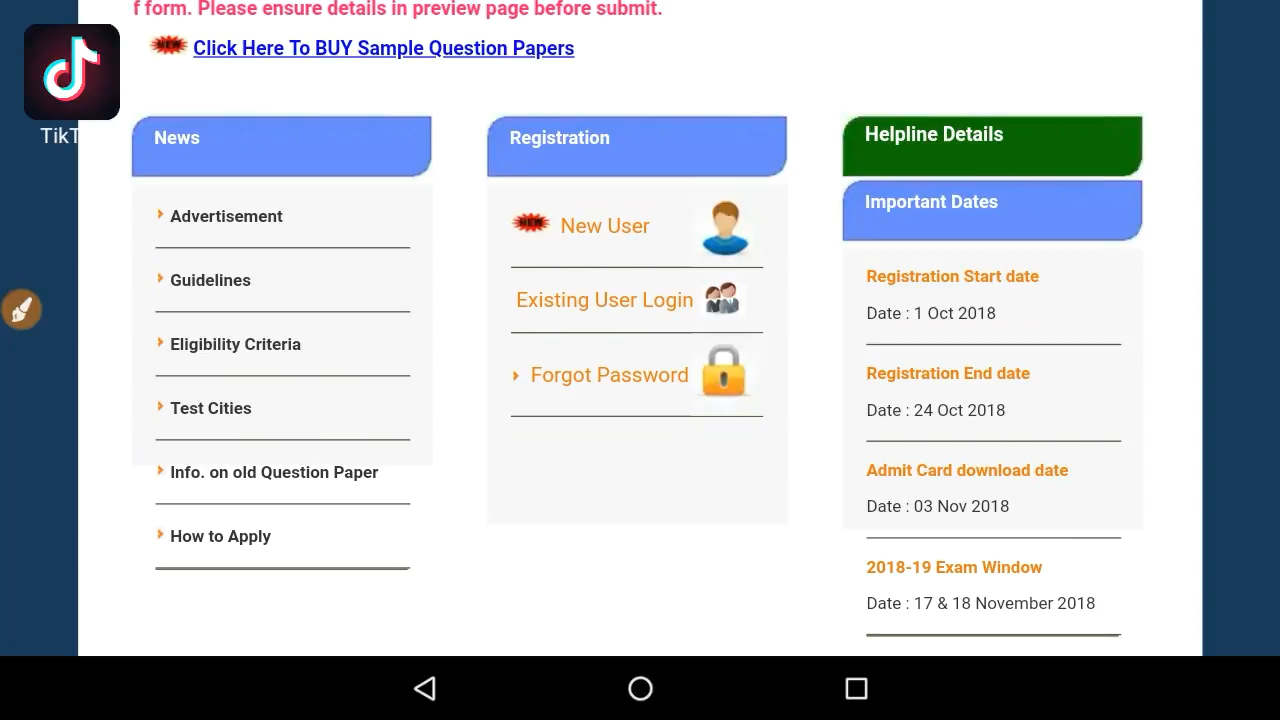 f form. Please ensure details in preview page before submit.
NEW Click Here To BUY Sample Question Papers
TikT
News
Advertisement
Guidelines
Eligibility Criteria
Test Cities
Info. on old Question Paper
How to Apply
Registration
NEW New User
Existing User Login
Forgot Password
Helpline Details
Important Dates
Registration Start date
Date : 1 Oct 2018
Registration End date
Date : 24 Oct 2018
Admit Card download date
Date : 03 Nov 2018
2018-19 Exam Window
Date : 17 & 18 November 2018